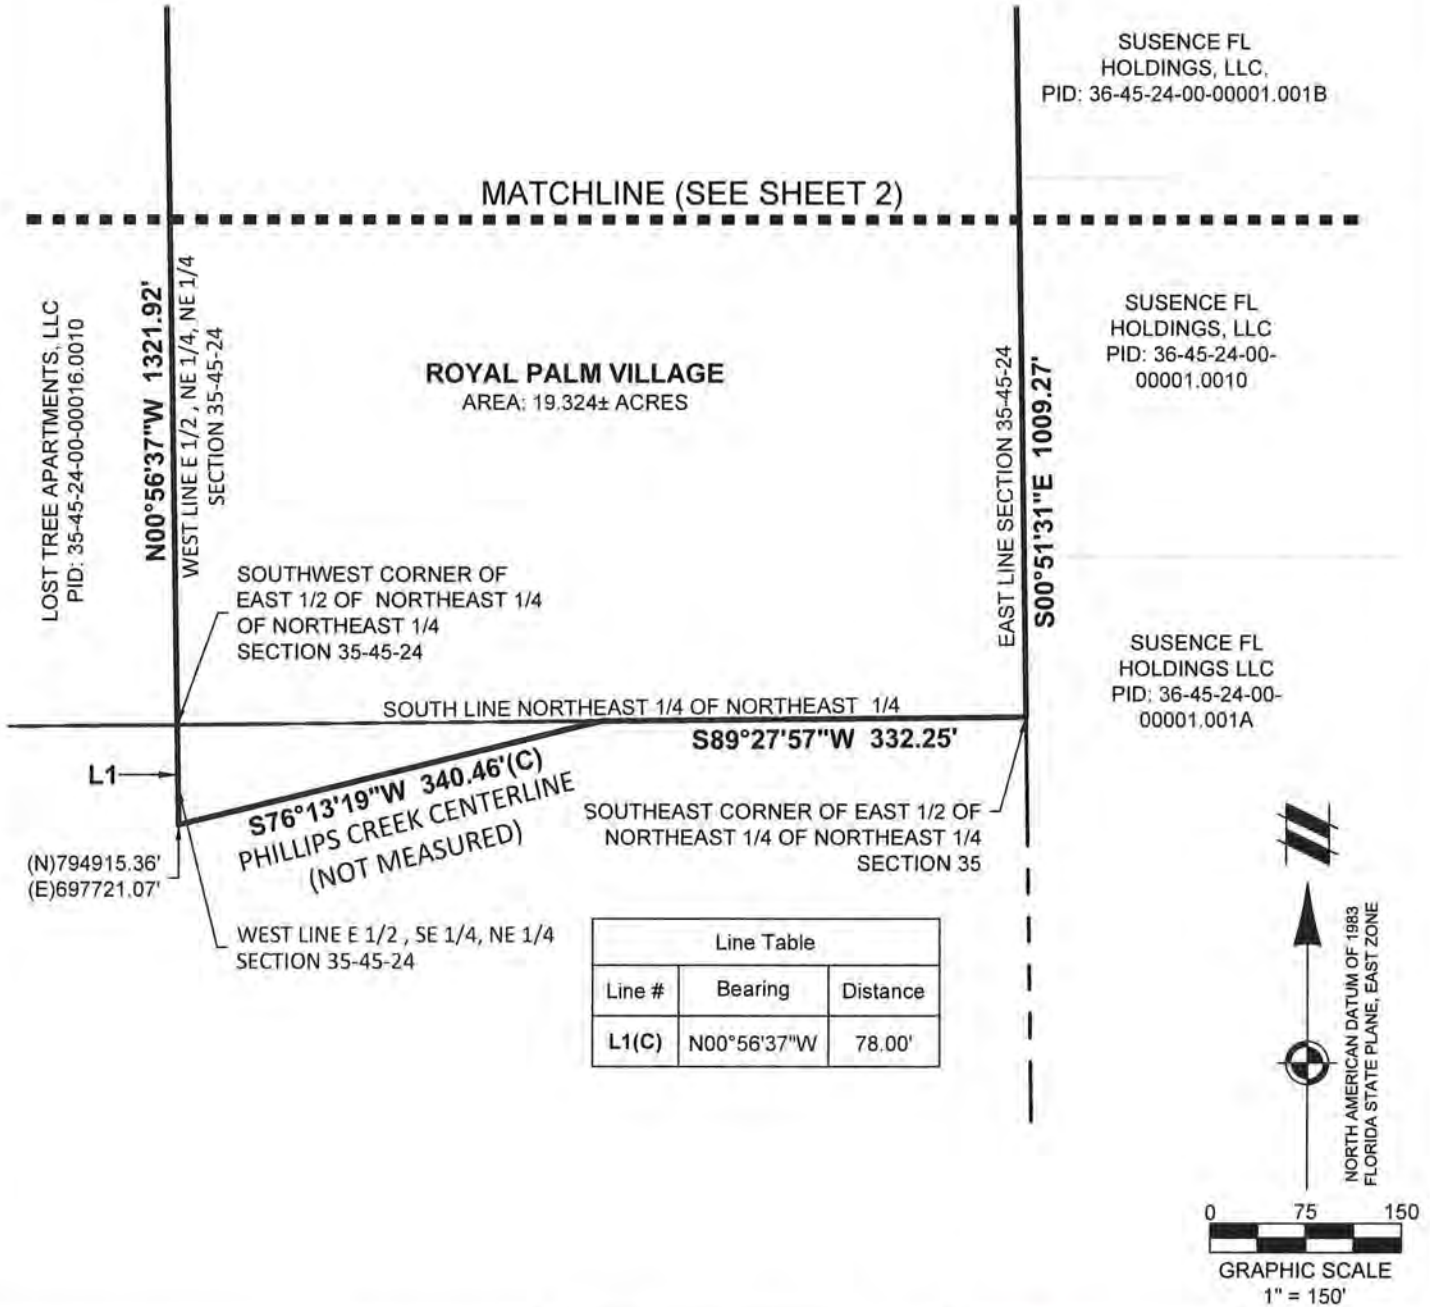 SUSENCE FL
HOLDINGS, LLC.
PID: 36-45-24-00-00001.001B
MATCHLINE (SEE SHEET 2)
LOST TREE APARTMENTS, LLC
PID: 35-45-24-00-00016.0010
N00°56'37"W 1321.92'
WEST LINE E 1/2 , NE 1/4, NE 1/4
SECTION 35-45-24
ROYAL PALM VILLAGE
AREA: 19.324± ACRES
EAST LINE SECTION 35-45-24
S00°51'31"E 1009.27'
SUSENCE FL
HOLDINGS, LLC
PID: 36-45-24-00-
00001.0010
SOUTHWEST CORNER OF
EAST 1/2 OF NORTHEAST 1/4
OF NORTHEAST 1/4
SECTION 35-45-24
SUSENCE FL
HOLDINGS LLC
PID: 36-45-24-00-
00001.001A
SOUTH LINE NORTHEAST 1/4 OF NORTHEAST 1/4
S89°27'57"W 332.25'
L1
S76°13'19"W 340.46'(C)
PHILLIPS CREEK CENTERLINE
(NOT MEASURED)
SOUTHEAST CORNER OF EAST 1/2 OF
NORTHEAST 1/4 OF NORTHEAST 1/4
SECTION 35
(N)794915.36'
(E)697721.07'
WEST LINE E 1/2 , SE 1/4, NE 1/4
SECTION 35-45-24
Line Table
Line # Bearing Distance
L1(C) N00°56'37"W 78.00'
NORTH AMERICAN DATUM OF 1983
FLORIDA STATE PLANE, EAST ZONE
0 75 150
GRAPHIC SCALE
1" = 150'